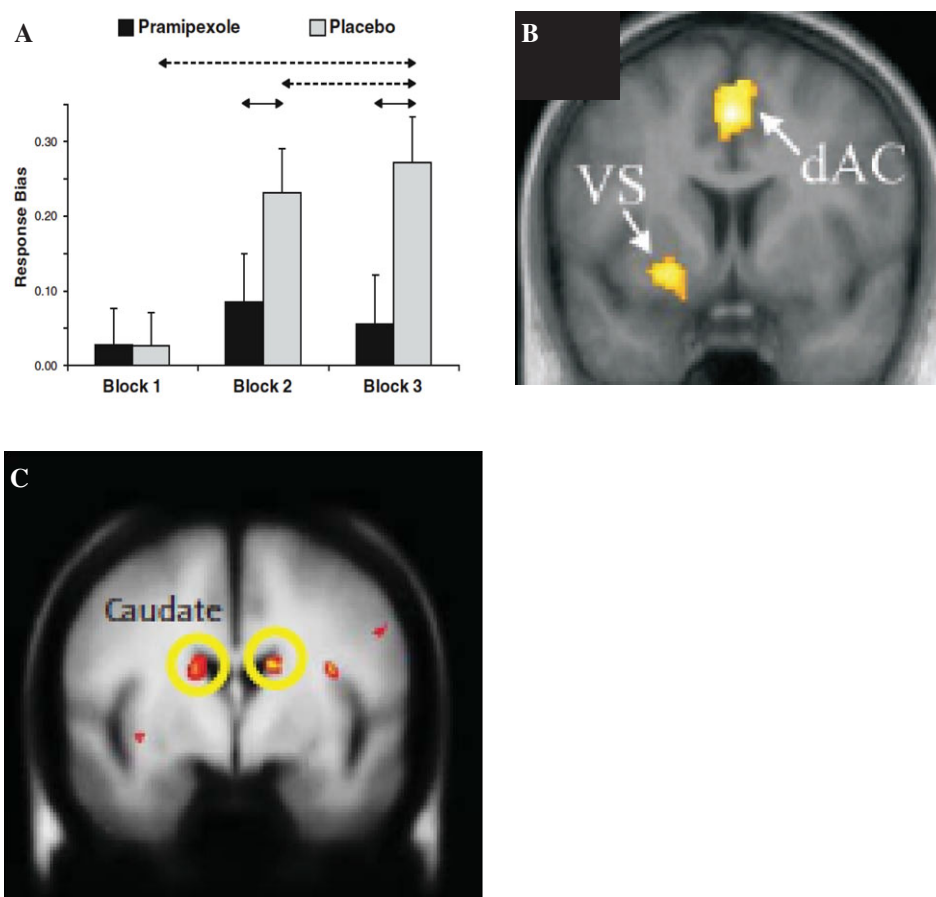 A
Pramipexole
Placebo
Response Bias
0.30
0.20
0.10
0.00
Block 1
Block 2
Block 3
B
VS
dAC
C
Caudate